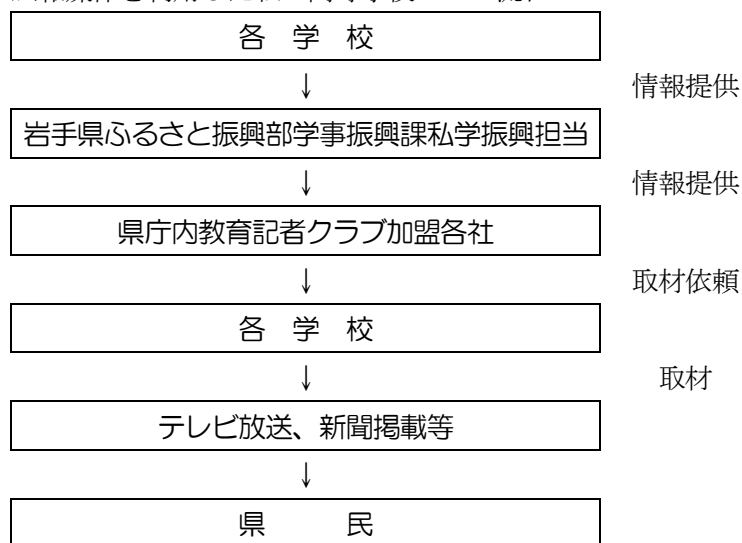 各 学 校
↓ 情報提供
岩手県ふるさと振興部学事振興課私学振興担当
↓ 情報提供
県庁内教育記者クラブ加盟各社
↓ 取材依頼
各 学 校
↓ 取材
テレビ放送、新聞掲載等
↓
県 民